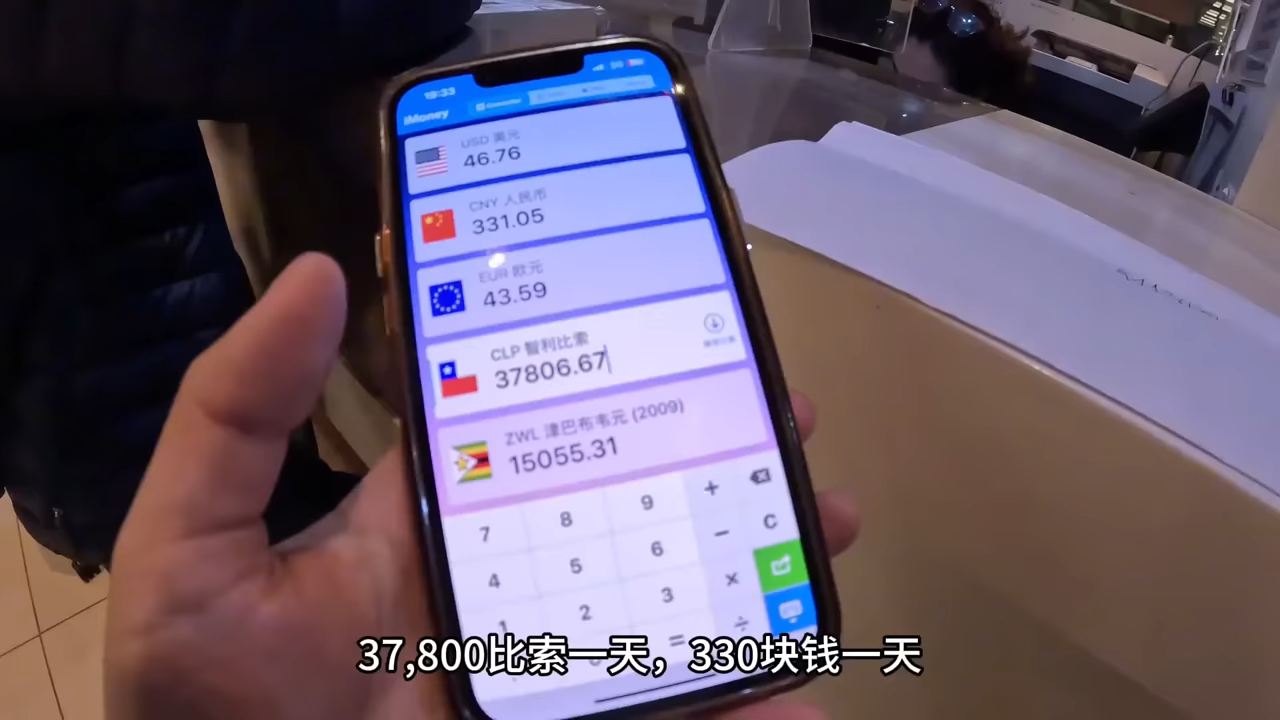 19:33
iMoney
USD 美元
46.76
CNY 人民币
331.05
EUR 欧元
43.59
CLP 智利比索
37806.67
ZWL 津巴布韦元 (2009)
15055.31
7 8 9 + 
4 5 6 − C
1 2 3 ×
= ÷
37,800比索一天，330块钱一天